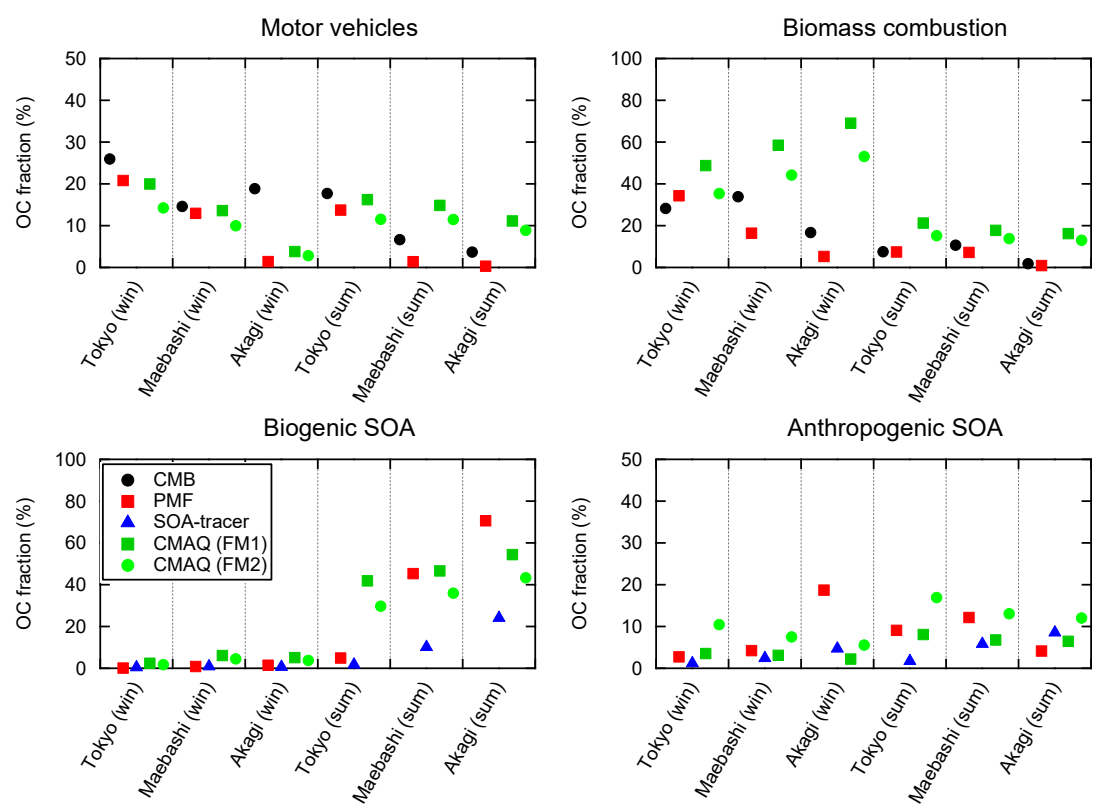 Motor vehicles
OC fraction (%)
50
40
30
20
10
0
Tokyo (win)
Maebashi (win)
Akagi (win)
Tokyo (sum)
Maebashi (sum)
Akagi (sum)
Biomass combustion
OC fraction (%)
100
80
60
40
20
0
Tokyo (win)
Maebashi (win)
Akagi (win)
Tokyo (sum)
Maebashi (sum)
Akagi (sum)
Biogenic SOA
OC fraction (%)
100
80
60
40
20
0
CMB
PMF
SOA-tracer
CMAQ (FM1)
CMAQ (FM2)
Tokyo (win)
Maebashi (win)
Akagi (win)
Tokyo (sum)
Maebashi (sum)
Akagi (sum)
Anthropogenic SOA
OC fraction (%)
50
40
30
20
10
0
Tokyo (win)
Maebashi (win)
Akagi (win)
Tokyo (sum)
Maebashi (sum)
Akagi (sum)